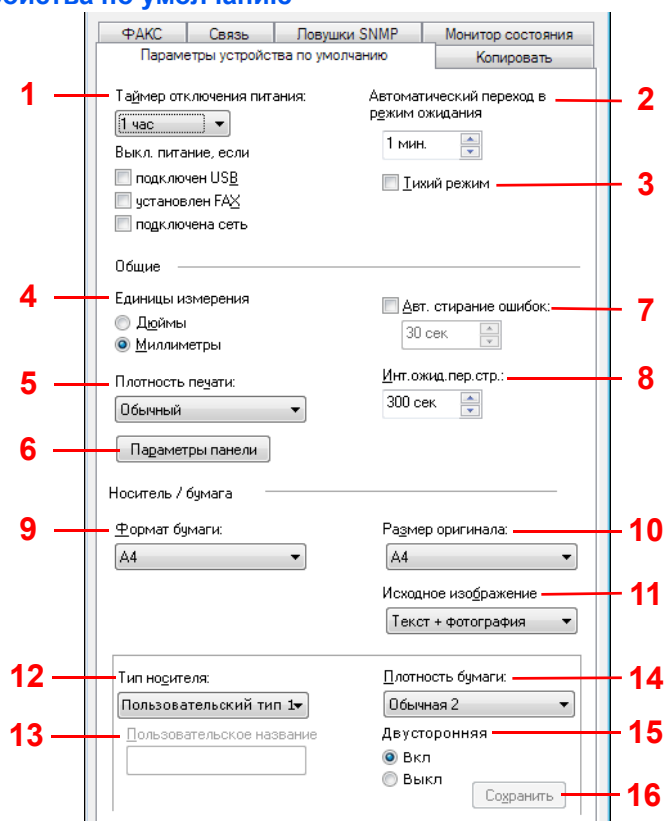 йства по умолчанию
ФАКС Связь Ловушки SNMP Монитор состояния
Параметры устройства по умолчанию Копировать
1 Таймер отключения питания:
1 час
Выкл. питание, если
подключен USB
установлен FAX
подключена сеть
Автоматический переход в 2
режим ожидания
1 мин.
Тихий режим 3
Общие
4 Единицы измерения
Дюймы
Миллиметры
5 Плотность печати:
Обычный
6 Параметры панели
Авт. стирание ошибок: 7
30 сек
Инт.ожид.пер.стр.: 8
300 сек
Носитель / бумага
9 Формат бумаги:
A4
Размер оригинала: 10
A4
Исходное изображение 11
Текст + фотография
12 Тип носителя:
Пользовательский тип 1
13 Пользовательское название
Плотность бумаги: 14
Обычная 2
Двусторонняя 15
Вкл
Выкл
Сохранить 16